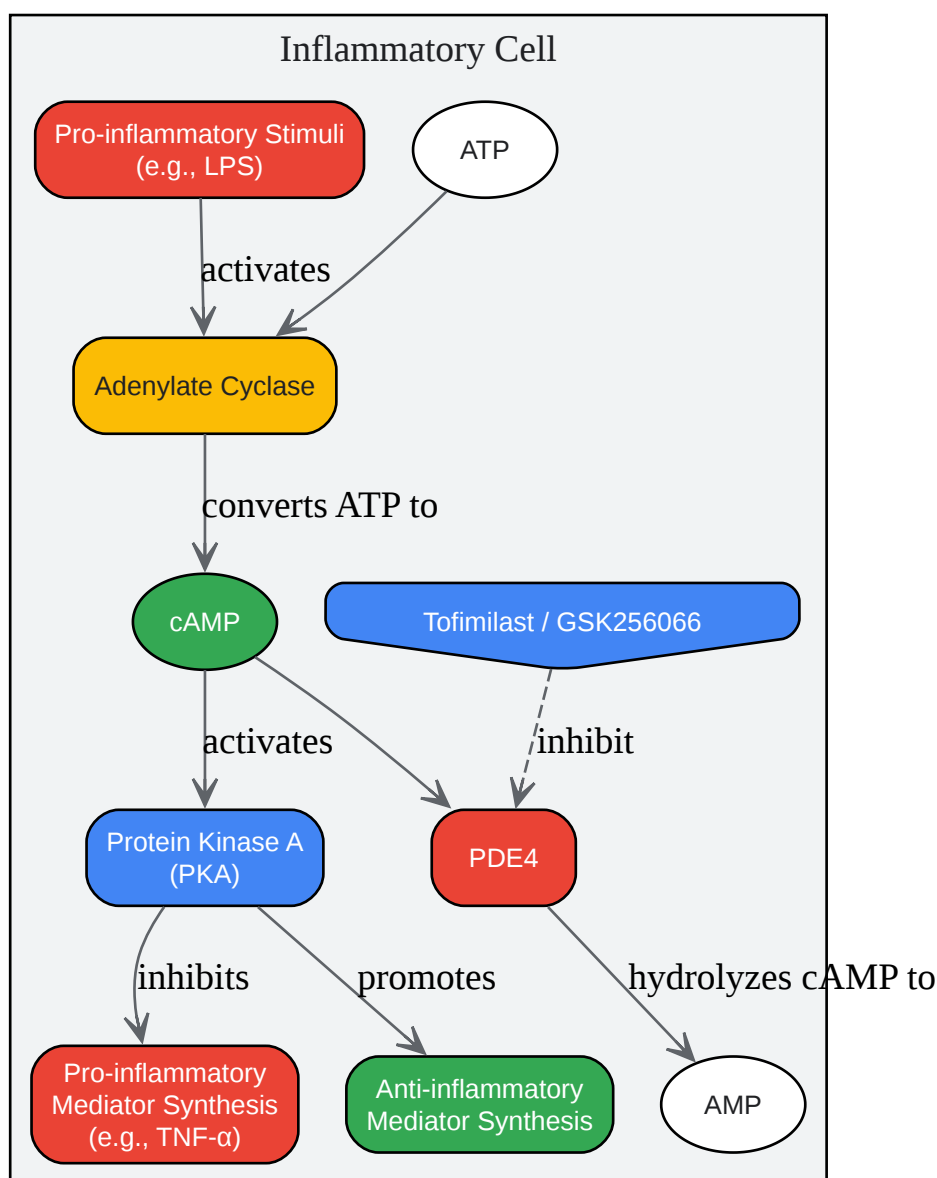 Inflammatory Cell
Pro-inflammatory Stimuli
(e.g., LPS)
ATP
activates
Adenylate Cyclase
converts ATP to
cAMP
Tofimilast / GSK256066
activates
inhibit
Protein Kinase A
(PKA)
PDE4
inhibits
promotes
hydrolyzes cAMP to
Pro-inflammatory
Mediator Synthesis
(e.g., TNF-α)
Anti-inflammatory
Mediator Synthesis
AMP